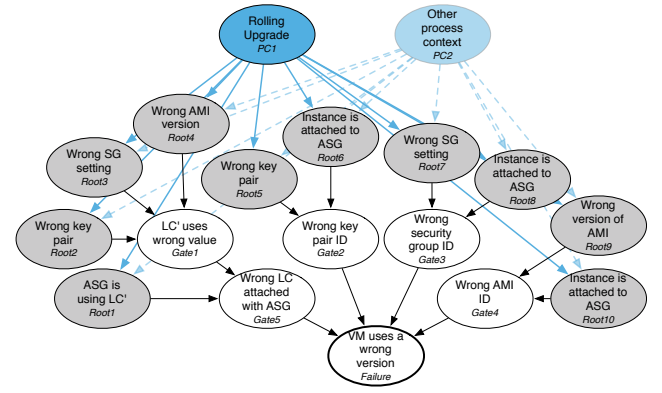 Rolling
Upgrade
PC1
Other
process
context
PC2
Wrong AMI
version
Root4
Instance is
attached to
ASG
Root6
Wrong SG
setting
Root7
Wrong SG
setting
Root3
Wrong key
pair
Root5
Instance is
attached to
ASG
Root8
Wrong key
pair
Root2
LC' uses
wrong value
Gate1
Wrong key
pair ID
Gate2
Wrong
security
group ID
Gate3
Wrong
version of
AMI
Root9
ASG is
using LC'
Root1
Wrong LC
attached
with ASG
Gate5
Wrong AMI
ID
Gate4
Instance is
attached to
ASG
Root10
VM uses a
wrong
version
Failure